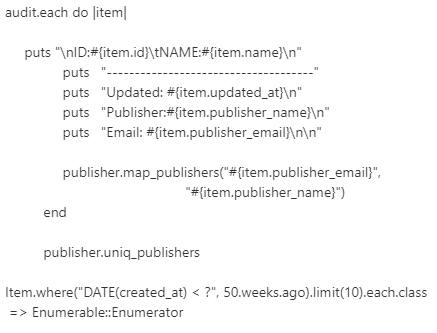 audit.each do |item|
puts "\nID:#{item.id}\tNAME:#{item.name}\n"
puts "-------------------------------------"
puts "Updated: #{item.updated_at}\n"
puts "Publisher:#{item.publisher_name}\n"
puts "Email: #{item.publisher_email}\n\n"
publisher.map_publishers("#{item.publisher_email}",
"#{item.publisher_name}")
end
publisher.uniq_publishers
Item.where("DATE(created_at) < ?", 50.weeks.ago).limit(10).each.class
=> Enumerable::Enumerator